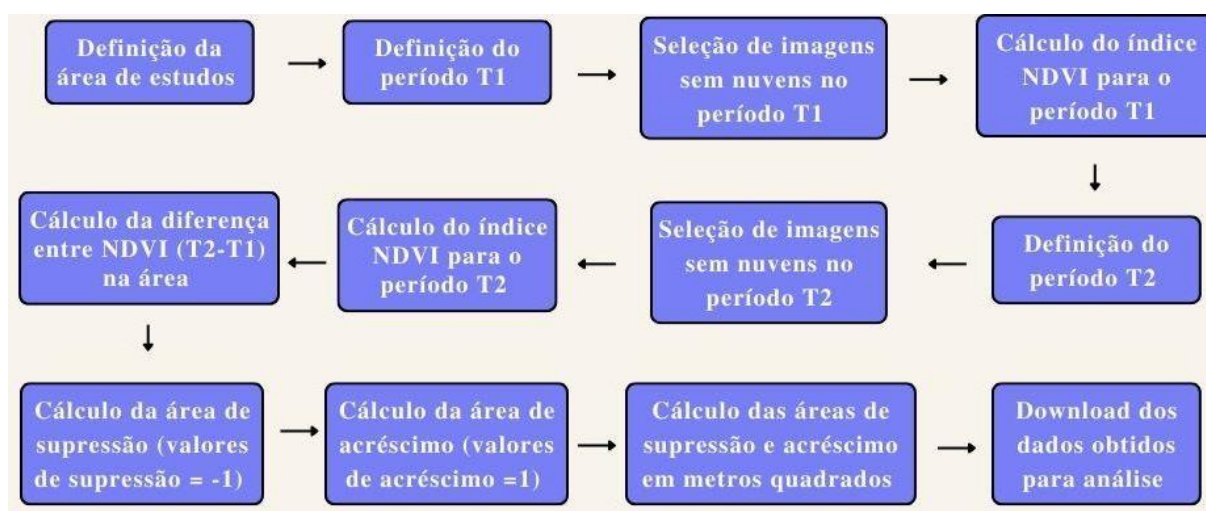 Definição da
área de estudos
Definição do
período T1
Seleção de imagens
sem nuvens no
período T1
Cálculo do índice
NDVI para o
período T1
Definição do
período T2
Seleção de imagens
sem nuvens no
período T2
Cálculo do índice
NDVI para o
período T2
Cálculo da diferença
entre NDVI (T2-T1)
na área
Cálculo da área de
supressão (valores
de supressão = -1)
Cálculo da área de
acréscimo (valores
de acréscimo =1)
Cálculo das áreas de
supressão e acréscimo
em metros quadrados
Download dos
dados obtidos
para análise